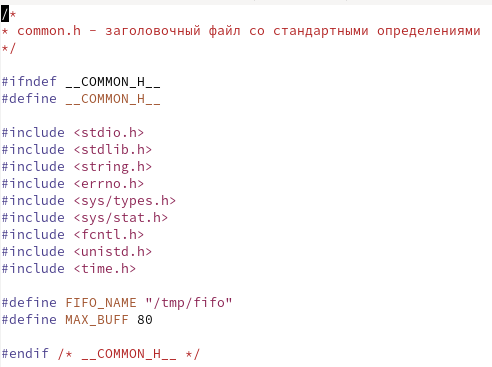 /*
* common.h – заголовочный файл со стандартными определениями
*/
#ifndef __COMMON_H__
#define __COMMON_H__
#include <stdio.h>
#include <stdlib.h>
#include <string.h>
#include <errno.h>
#include <sys/types.h>
#include <sys/stat.h>
#include <fcntl.h>
#include <unistd.h>
#include <time.h>
#define FIFO_NAME "/tmp/fifo"
#define MAX_BUFF 80
#endif /* __COMMON_H__ */